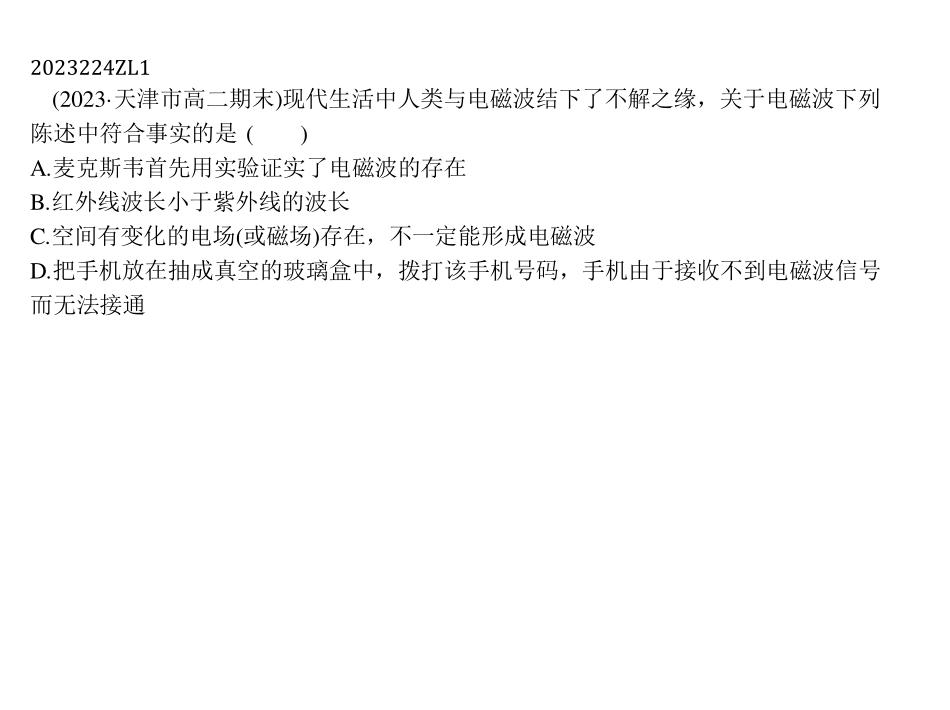 2023224ZL1
(2023·天津市高二期末)现代生活中人类与电磁波结下了不解之缘，关于电磁波下列
陈述中符合事实的是 (　　)
A.麦克斯韦首先用实验证实了电磁波的存在
B.红外线波长小于紫外线的波长
C.空间有变化的电场(或磁场)存在，不一定能形成电磁波
D.把手机放在抽成真空的玻璃盒中，拨打该手机号码，手机由于接收不到电磁波信号
而无法接通